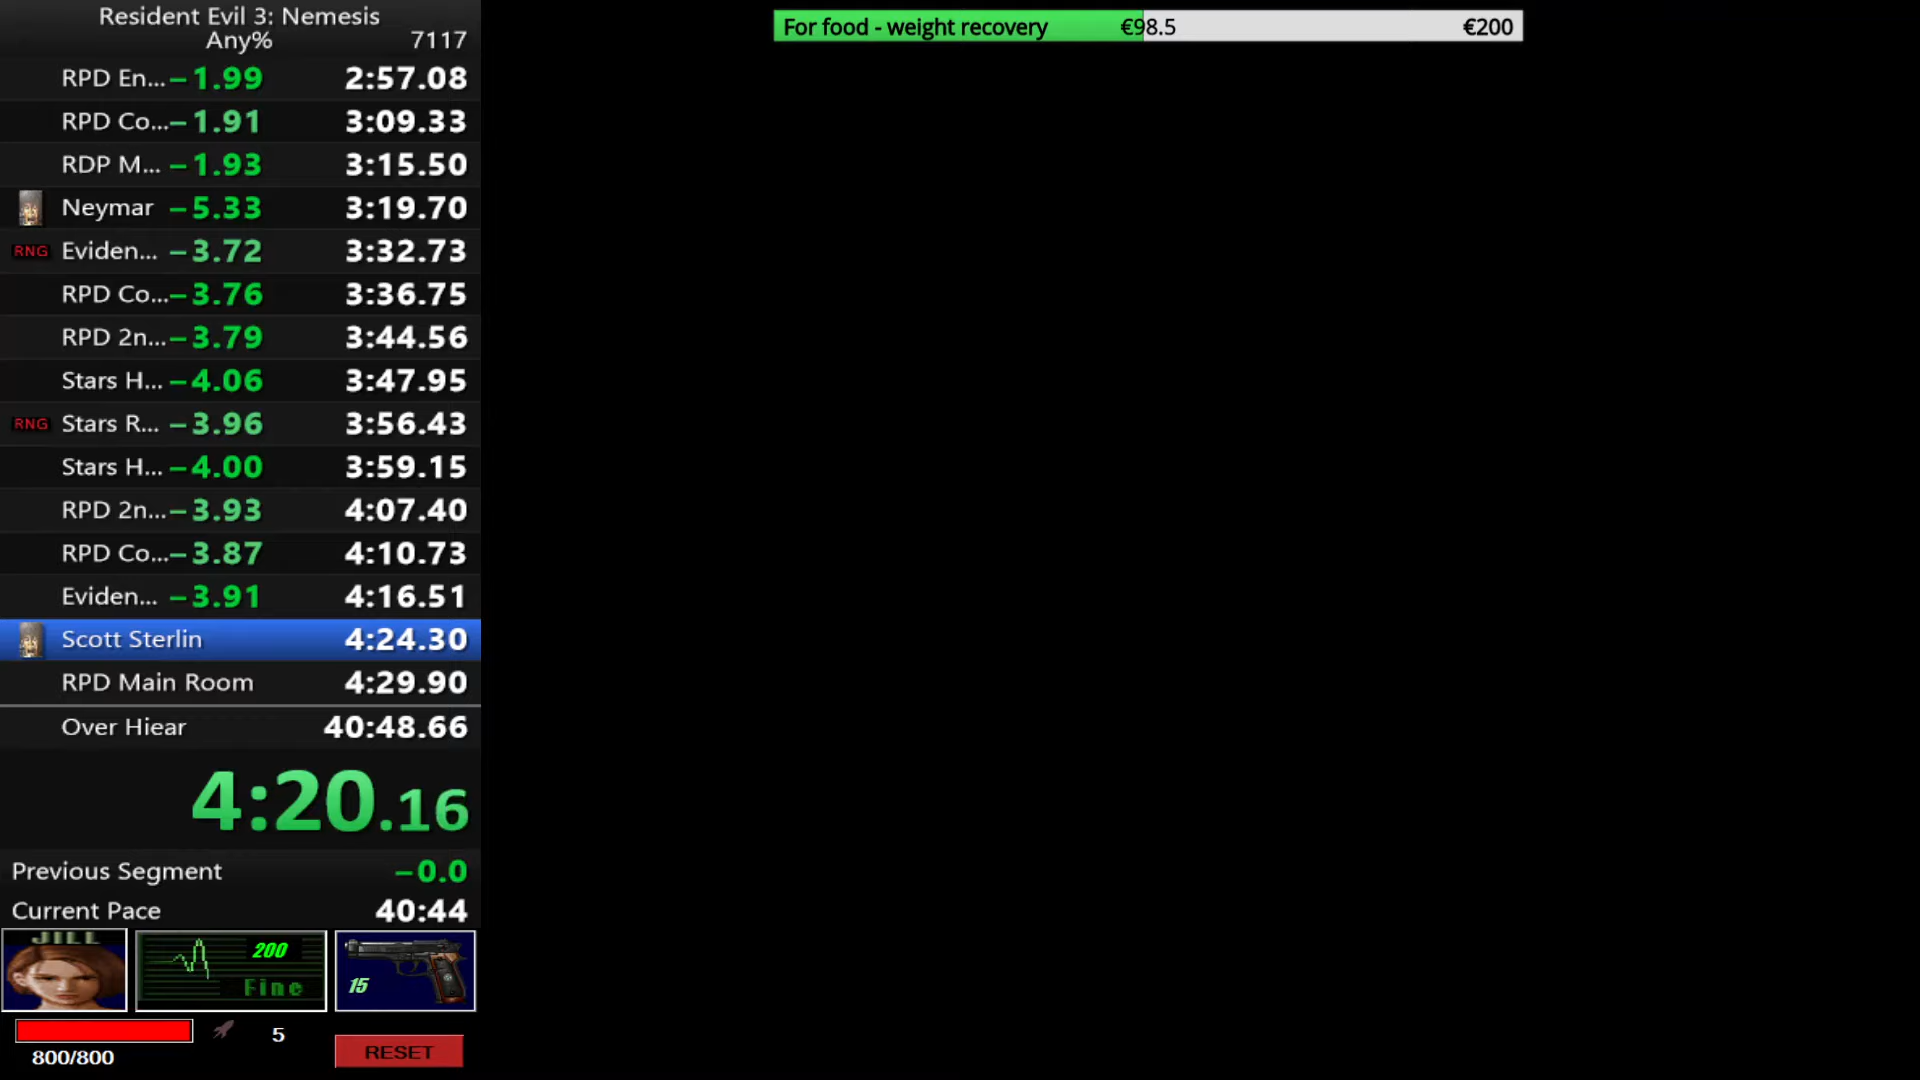 Resident Evil 3: Nemesis
Any% 7117
RPD En... −1.99 2:57.08
RPD Co... −1.91 3:09.33
RDP M... −1.93 3:15.50
Neymar −5.33 3:19.70
RNG Eviden... −3.72 3:32.73
RPD Co... −3.76 3:36.75
RPD 2n... −3.79 3:44.56
Stars H... −4.06 3:47.95
RNG Stars R... −3.96 3:56.43
Stars H... −4.00 3:59.15
RPD 2n... −3.93 4:07.40
RPD Co... −3.87 4:10.73
Eviden... −3.91 4:16.51
Scott Sterlin 4:24.30
RPD Main Room 4:29.90
Over Hiear 40:48.66
4:20.16
Previous Segment −0.0
Current Pace 40:44
JILL
200
Fine
15
5
800/800
RESET
For food - weight recovery €98.5 €200